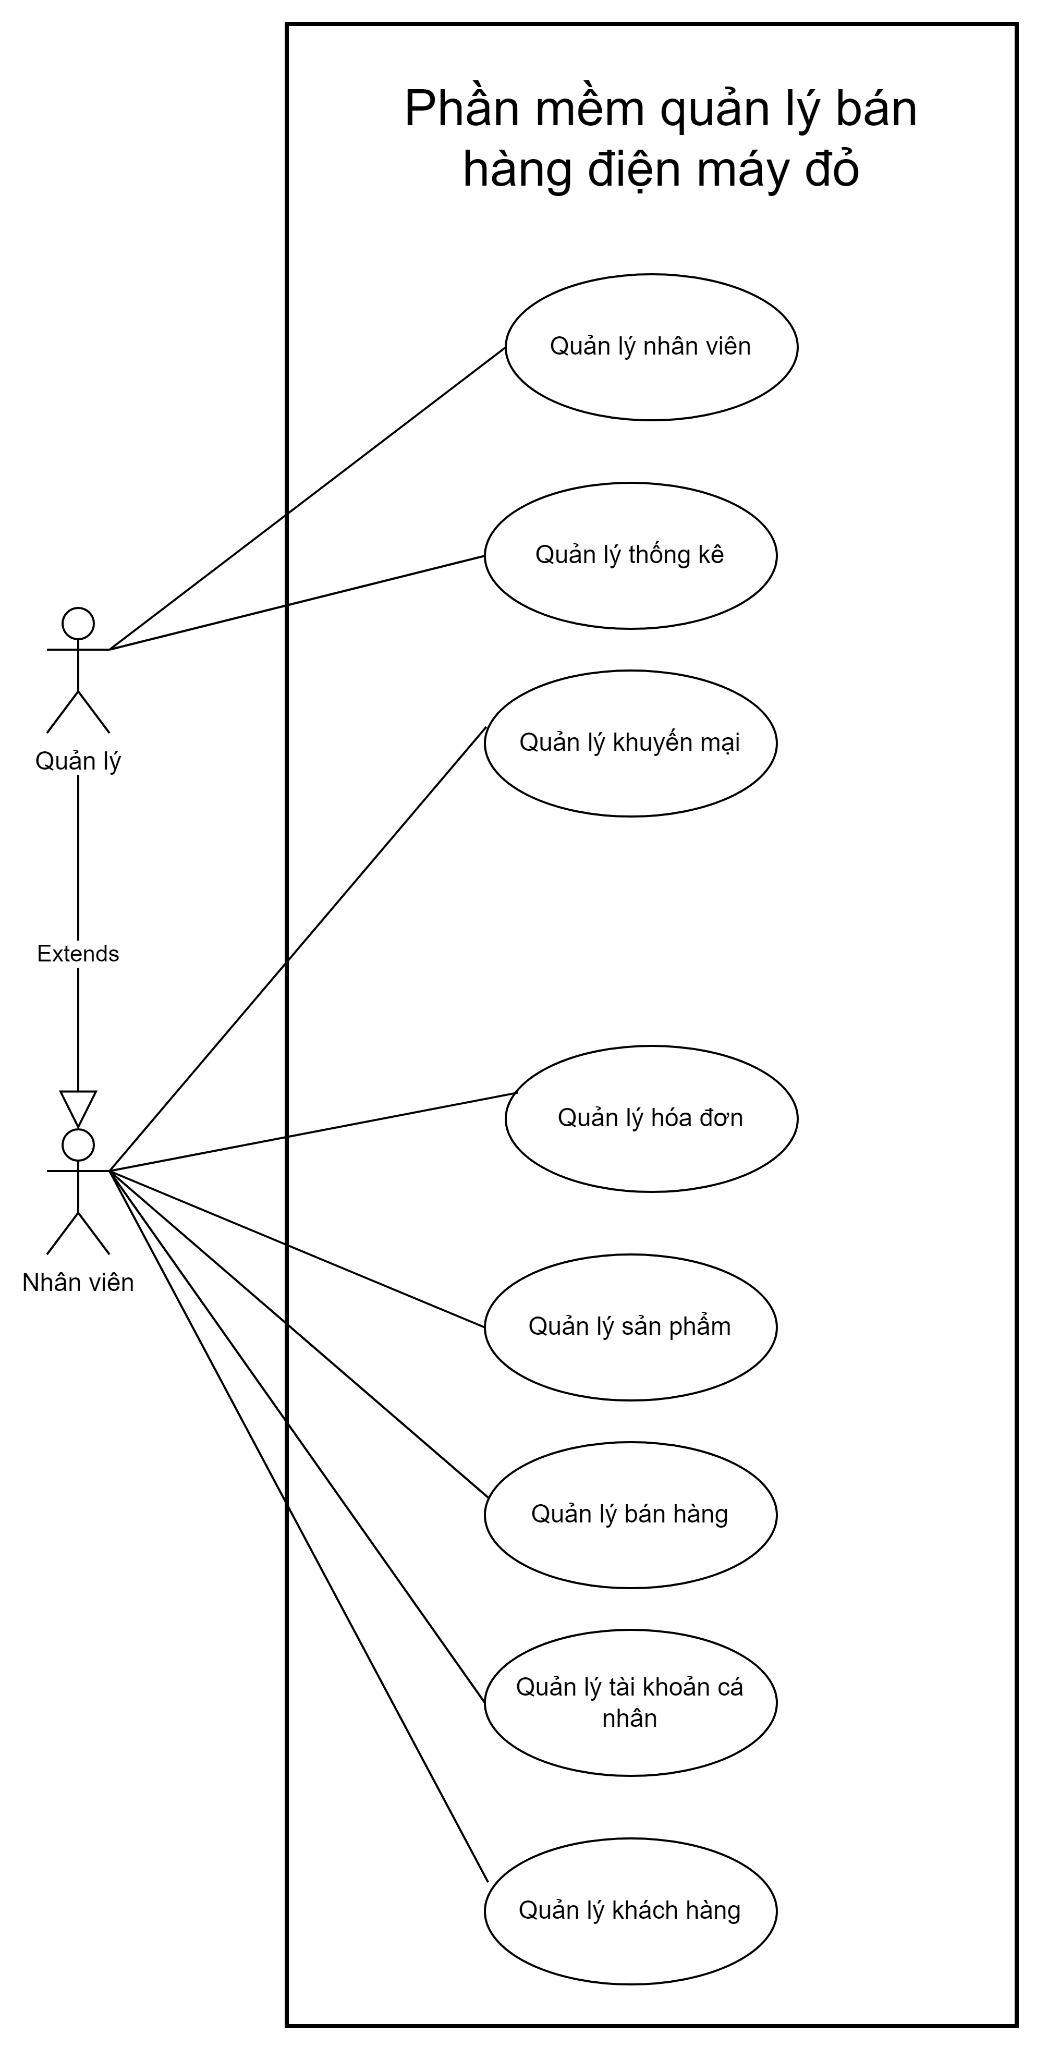 Phần mềm quản lý bán
hàng điện máy đỏ
Quản lý nhân viên
Quản lý thống kê
Quản lý khuyến mại
Quản lý
Extends
Quản lý hóa đơn
Nhân viên
Quản lý sản phẩm
Quản lý bán hàng
Quản lý tài khoản cá
nhân
Quản lý khách hàng